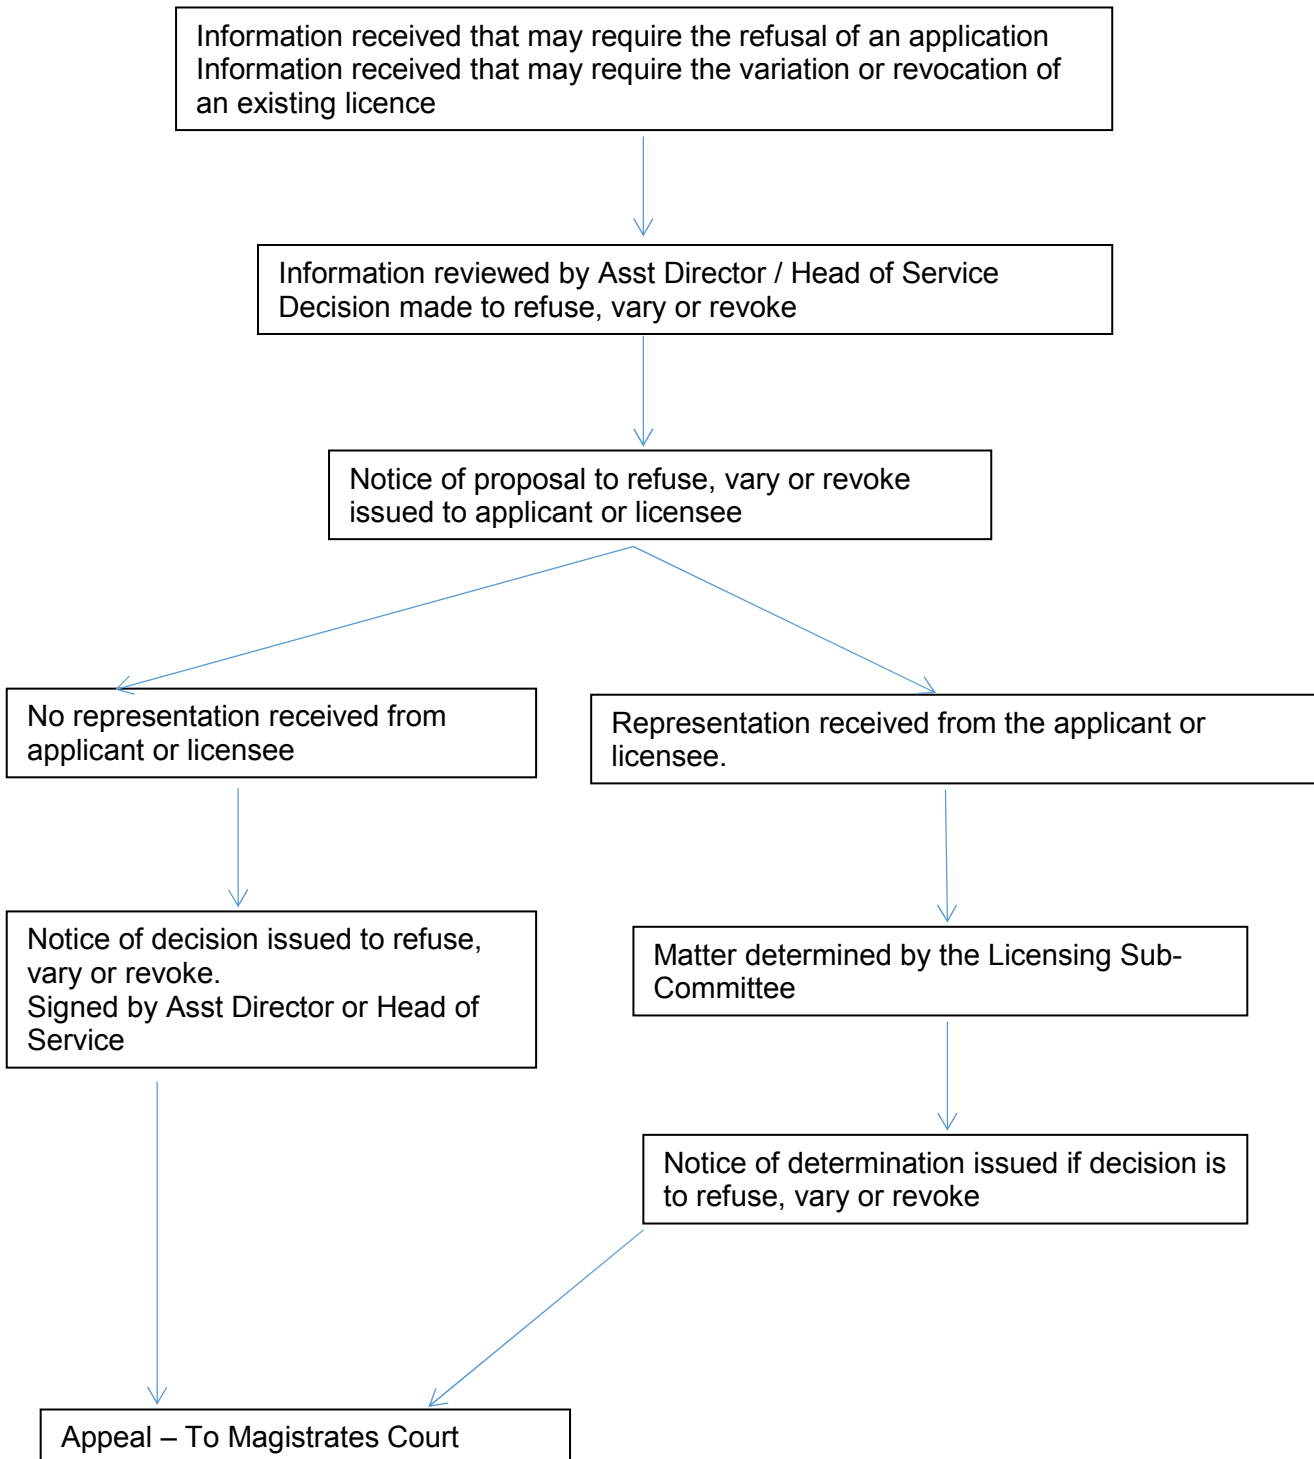 Information received that may require the refusal of an application
Information received that may require the variation or revocation of
an existing licence
Information reviewed by Asst Director / Head of Service
Decision made to refuse, vary or revoke
Notice of proposal to refuse, vary or revoke
issued to applicant or licensee
No representation received from
applicant or licensee
Representation received from the applicant or
licensee.
Notice of decision issued to refuse,
vary or revoke.
Signed by Asst Director or Head of
Service
Matter determined by the Licensing Sub-
Committee
Notice of determination issued if decision is
to refuse, vary or revoke
Appeal – To Magistrates Court